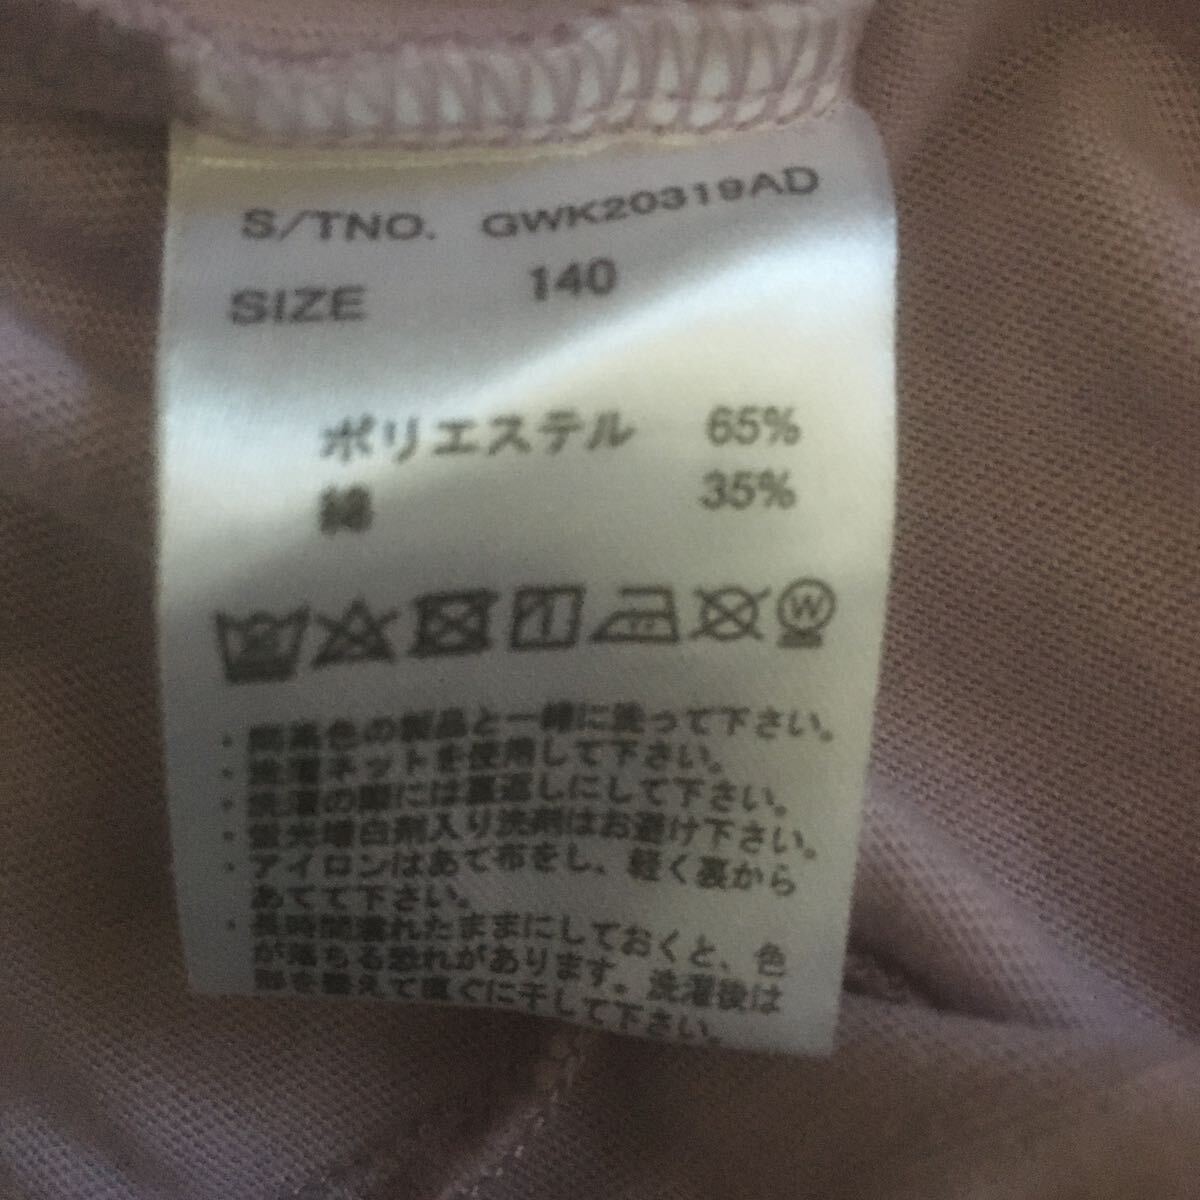 S/TNO. GWK20319AD
SIZE 140
ポリエステル 65%
綿 35%
W
・同系色の製品と一緒に洗って下さい。
・洗濯ネットを使用して下さい。
・洗濯の際には裏返しにして下さい。
・蛍光増白剤入り洗剤はお避け下さい。
・アイロンはあて布をし、軽く裏から
あてて下さい。
・長時間濡れたままにしておくと、色
が落ちる恐れがあります。洗濯後は
形を整えて直ぐに干して下さい。